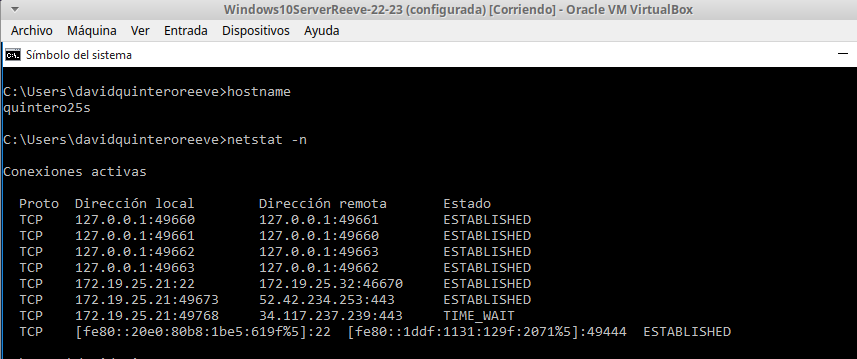 Windows10ServerReeve-22-23 (configurada) [Corriendo] - Oracle VM VirtualBox
Archivo Máquina Ver Entrada Dispositivos Ayuda
Símbolo del sistema
C:\Users\davidquinteroreeve>hostname
quintero25s
C:\Users\davidquinteroreeve>netstat -n
Conexiones activas
Proto Dirección local Dirección remota Estado
TCP 127.0.0.1:49660 127.0.0.1:49661 ESTABLISHED
TCP 127.0.0.1:49661 127.0.0.1:49660 ESTABLISHED
TCP 127.0.0.1:49662 127.0.0.1:49663 ESTABLISHED
TCP 127.0.0.1:49663 127.0.0.1:49662 ESTABLISHED
TCP 172.19.25.21:22 172.19.25.32:46670 ESTABLISHED
TCP 172.19.25.21:49673 52.42.234.253:443 ESTABLISHED
TCP 172.19.25.21:49768 34.117.237.239:443 TIME_WAIT
TCP [fe80::20e0:80b8:1be5:619f%5]:22 [fe80::1ddf:1131:129f:2071%5]:49444 ESTABLISHED